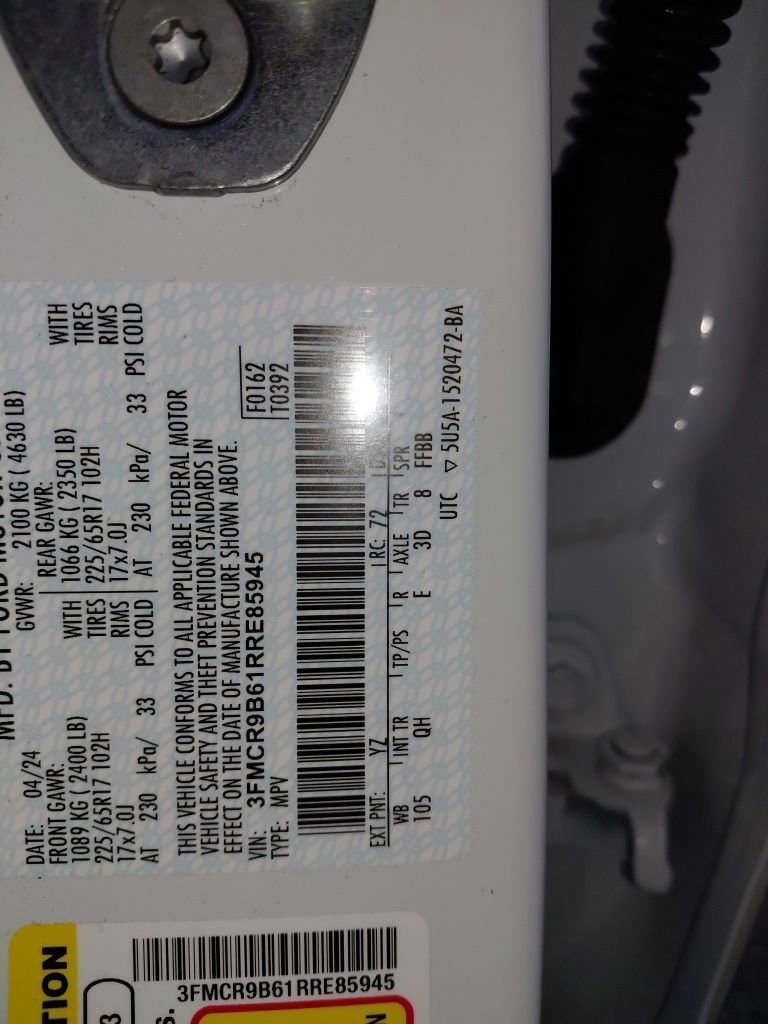 MFD. BY FORD MOTOR
DATE: 04/24 GVWR: 2100 KG ( 4630 LB)
FRONT GAWR: REAR GAWR:
1089 KG ( 2400 LB) WITH 1066 KG ( 2350 LB) WITH
225/65R17 102H TIRES 225/65R17 102H TIRES
17x7.0J RIMS 17x7.0J RIMS
AT 230 kPa/ 33 PSI COLD AT 230 kPa/ 33 PSI COLD
THIS VEHICLE CONFORMS TO ALL APPLICABLE FEDERAL MOTOR
VEHICLE SAFETY AND THEFT PREVENTION STANDARDS IN
EFFECT ON THE DATE OF MANUFACTURE SHOWN ABOVE.
VIN: 3FMCR9B61RRE85945
TYPE: MPV
F0162
T0392
EXT PNT: YZ RC: 72
WB INT TR TP/PS R AXLE TR SPR
105 QH E 3D 8 FFBB
UTC ▽ 5U5A-1520472-BA
3FMCR9B61RRE85945